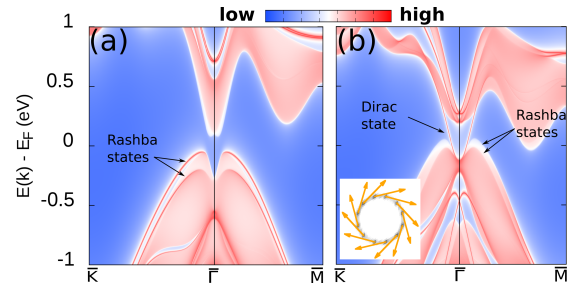 low high
(a) (b)
E(k) - E_F (eV)
1
0.5
0
-0.5
-1
Rashba
states
Dirac
state
Rashba
states
K̅ Γ̅ M̅ K̅ Γ̅ M̅